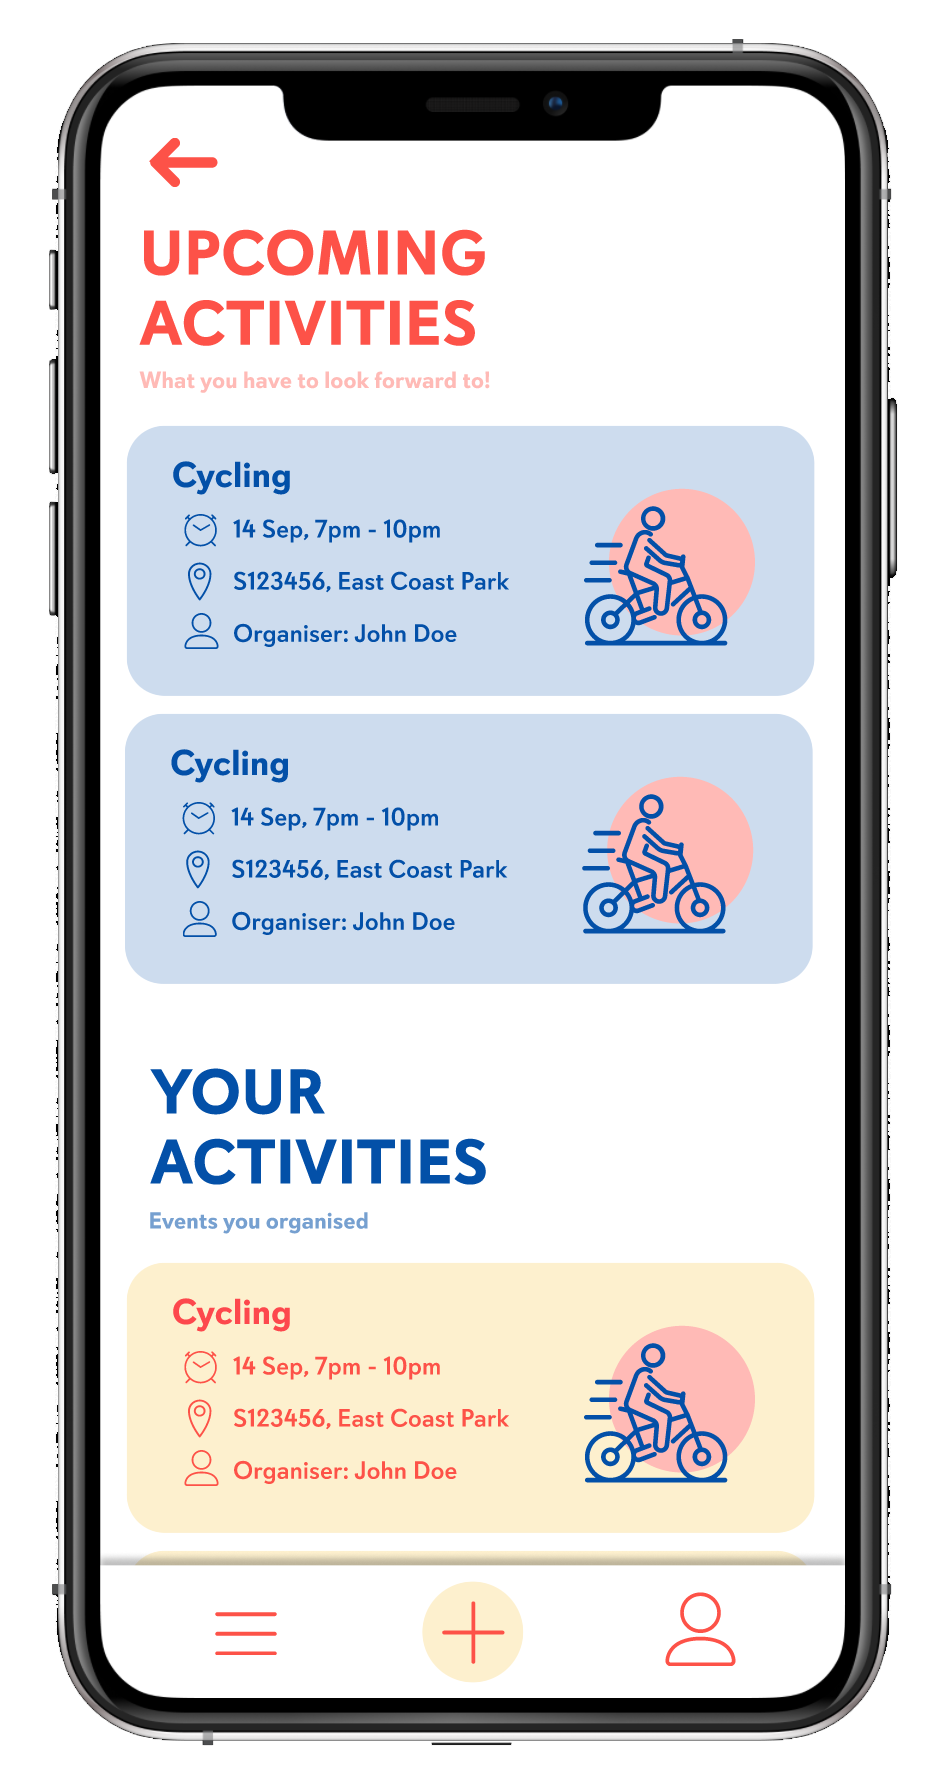 UPCOMING
ACTIVITIES
What you have to look forward to!
Cycling
14 Sep, 7pm - 10pm
S123456, East Coast Park
Organiser: John Doe
Cycling
14 Sep, 7pm - 10pm
S123456, East Coast Park
Organiser: John Doe
YOUR
ACTIVITIES
Events you organised
Cycling
14 Sep, 7pm - 10pm
S123456, East Coast Park
Organiser: John Doe